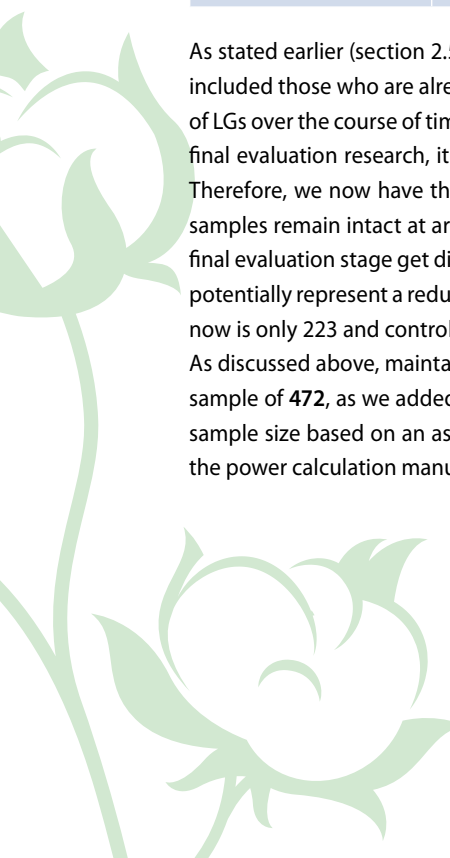 As stated earlier (section 2.5
included those who are alre
of LGs over the course of tim
final evaluation research, it
Therefore, we now have th
samples remain intact at ar
final evaluation stage get di
potentially represent a redu
now is only 223 and control
As discussed above, mainta
sample of 472, as we added
sample size based on an as
the power calculation manu